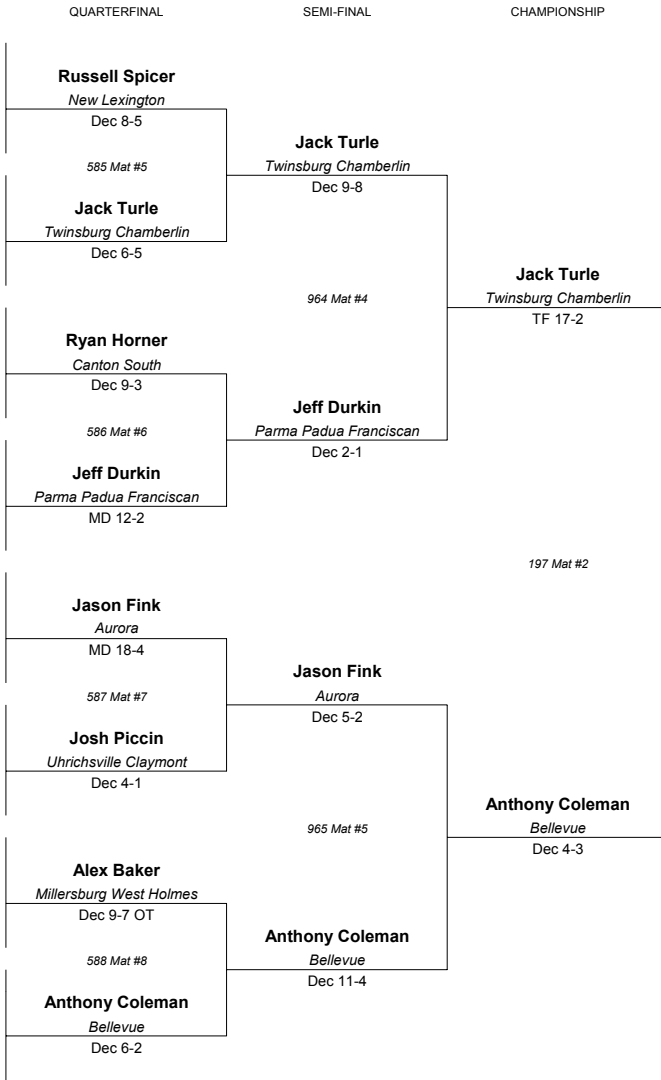 QUARTERFINAL SEMI-FINAL CHAMPIONSHIP
Russell Spicer
New Lexington
Dec 8-5
Jack Turle
585 Mat #5 Twinsburg Chamberlin
Dec 9-8
Jack Turle
Twinsburg Chamberlin
Dec 6-5
Jack Turle
964 Mat #4 Twinsburg Chamberlin
TF 17-2
Ryan Horner
Canton South
Dec 9-3
Jeff Durkin
586 Mat #6 Parma Padua Franciscan
Dec 2-1
Jeff Durkin
Parma Padua Franciscan
MD 12-2
197 Mat #2
Jason Fink
Aurora
MD 18-4
Jason Fink
587 Mat #7 Aurora
Dec 5-2
Josh Piccin
Uhrichsville Claymont
Dec 4-1
Anthony Coleman
965 Mat #5 Bellevue
Dec 4-3
Alex Baker
Millersburg West Holmes
Dec 9-7 OT
Anthony Coleman
588 Mat #8 Bellevue
Dec 11-4
Anthony Coleman
Bellevue
Dec 6-2